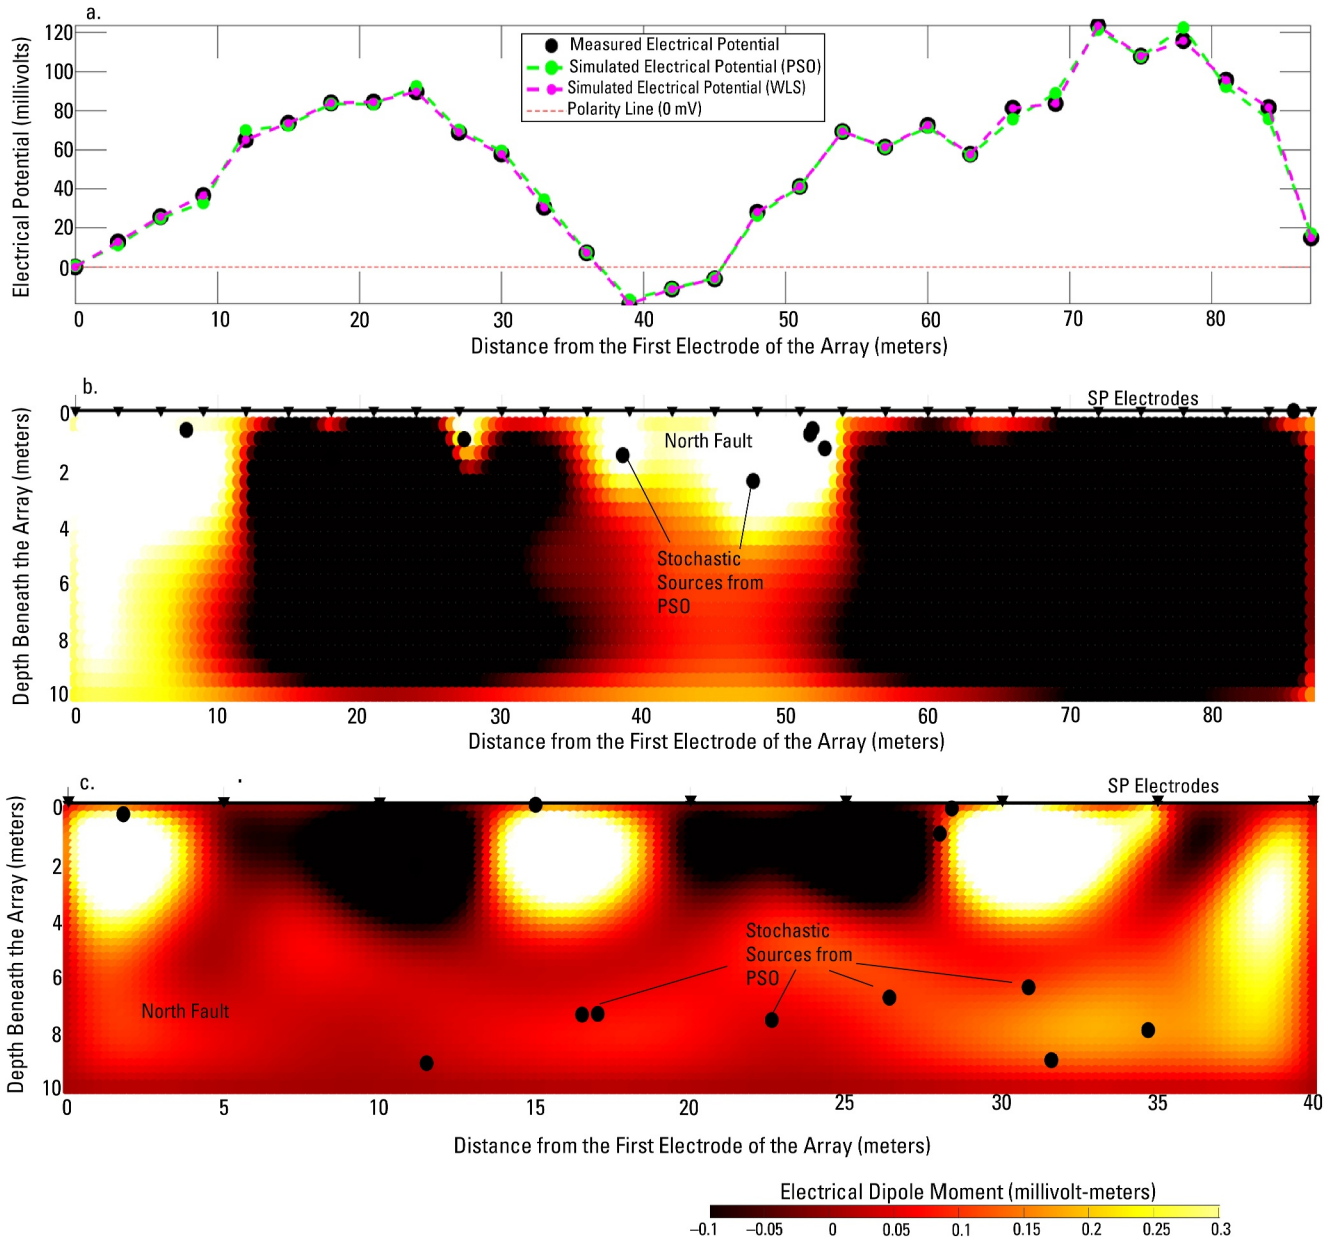 a.
Electrical Potential (millivolts)
120
100
80
60
40
20
0
Measured Electrical Potential
Simulated Electrical Potential (PSO)
Simulated Electrical Potential (WLS)
Polarity Line (0 mV)
0 10 20 30 40 50 60 70 80
Distance from the First Electrode of the Array (meters)
b.
SP Electrodes
Depth Beneath the Array (meters)
0
2
4
6
8
10
North Fault
Stochastic
Sources from
PSO
0 10 20 30 40 50 60 70 80
Distance from the First Electrode of the Array (meters)
c.
SP Electrodes
Depth Beneath the Array (meters)
0
2
4
6
8
10
Stochastic
Sources from
PSO
North Fault
0 5 10 15 20 25 30 35 40
Distance from the First Electrode of the Array (meters)
Electrical Dipole Moment (millivolt-meters)
–0.1 –0.05 0 0.05 0.1 0.15 0.2 0.25 0.3